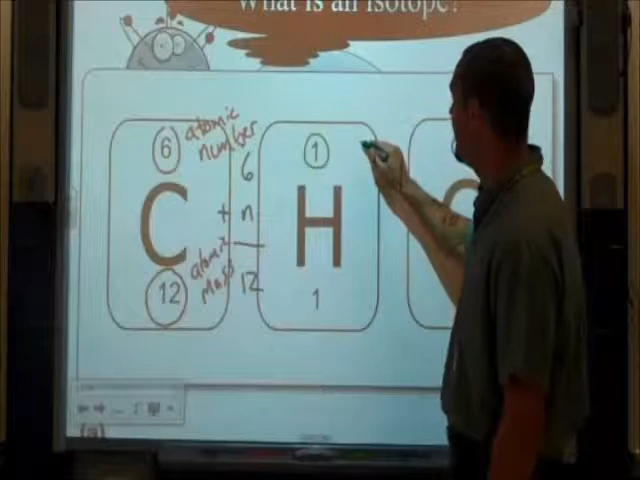 What is an isotope?
6
atomic
number
C
6
+ n
12
atomic
mass
12
1
H
1
(a)